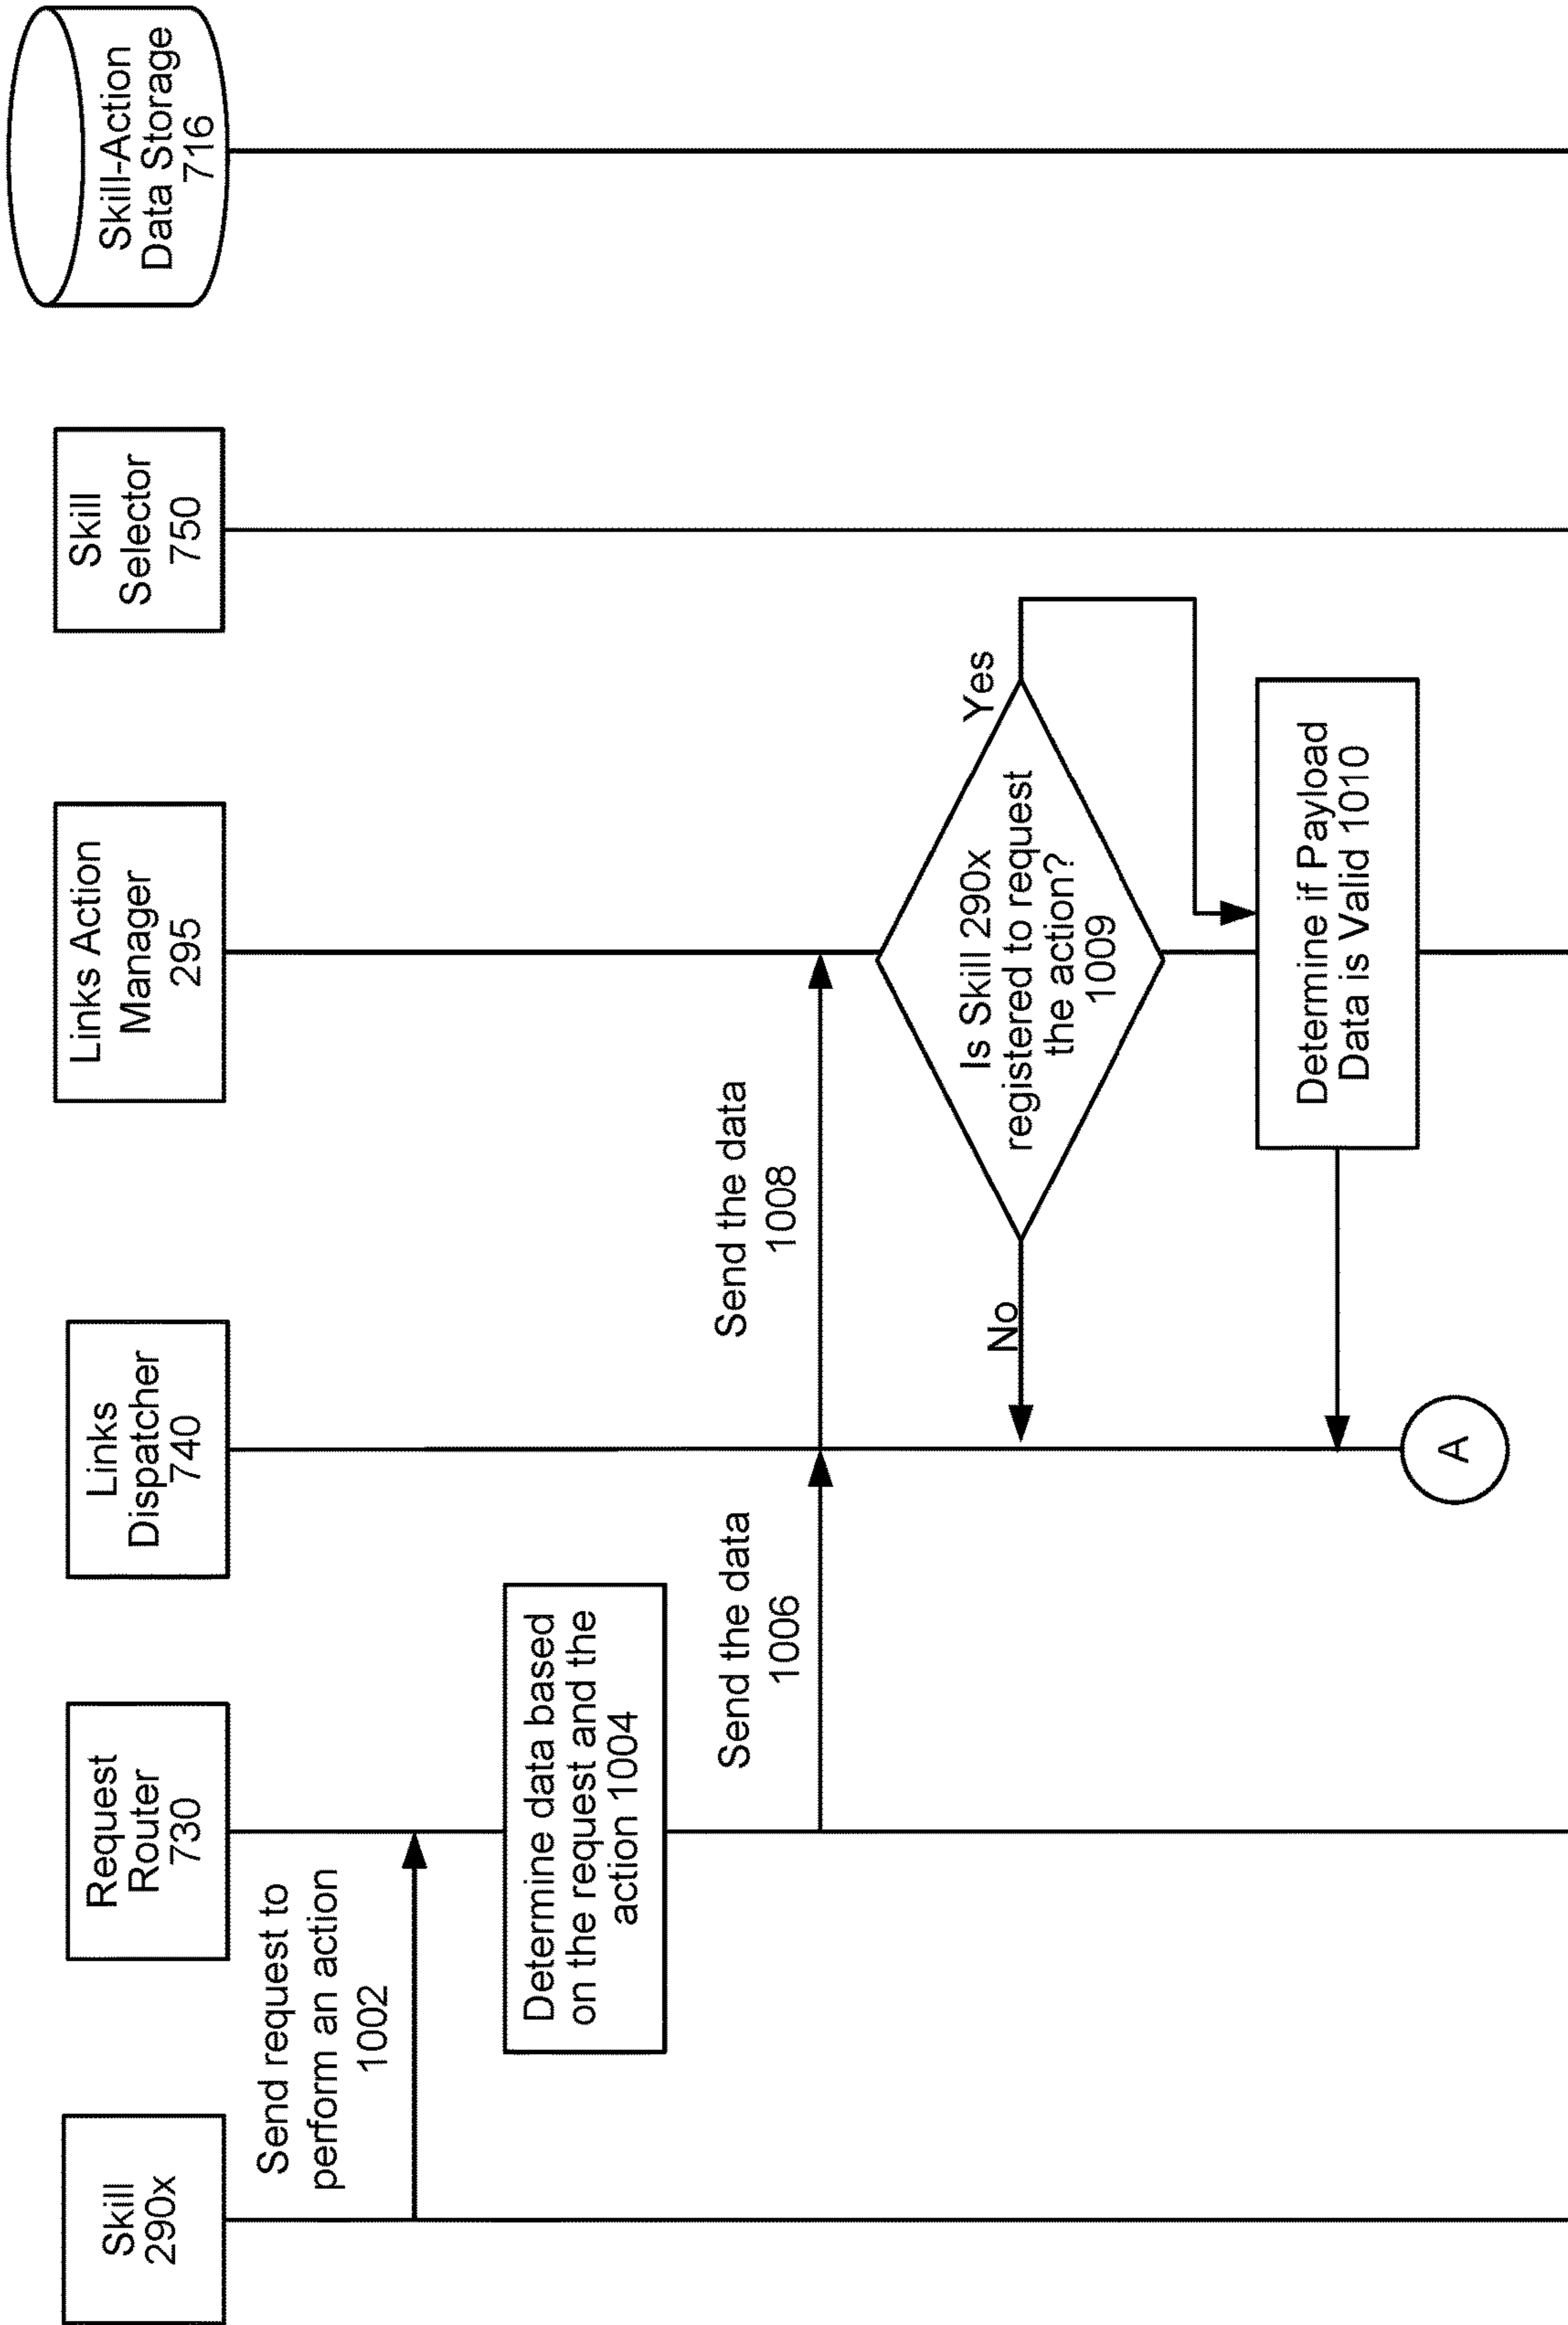 Skill
290x
Request
Router
730
Links
Dispatcher
740
Links Action
Manager
295
Skill
Selector
750
Skill-Action
Data Storage
716
Send request to
perform an action
1002
Determine data based
on the request and the
action 1004
Send the data
1006
Send the data
1008
Is Skill 290x
registered to request
the action?
1009
Yes
No
Determine if Payload
Data is Valid 1010
A